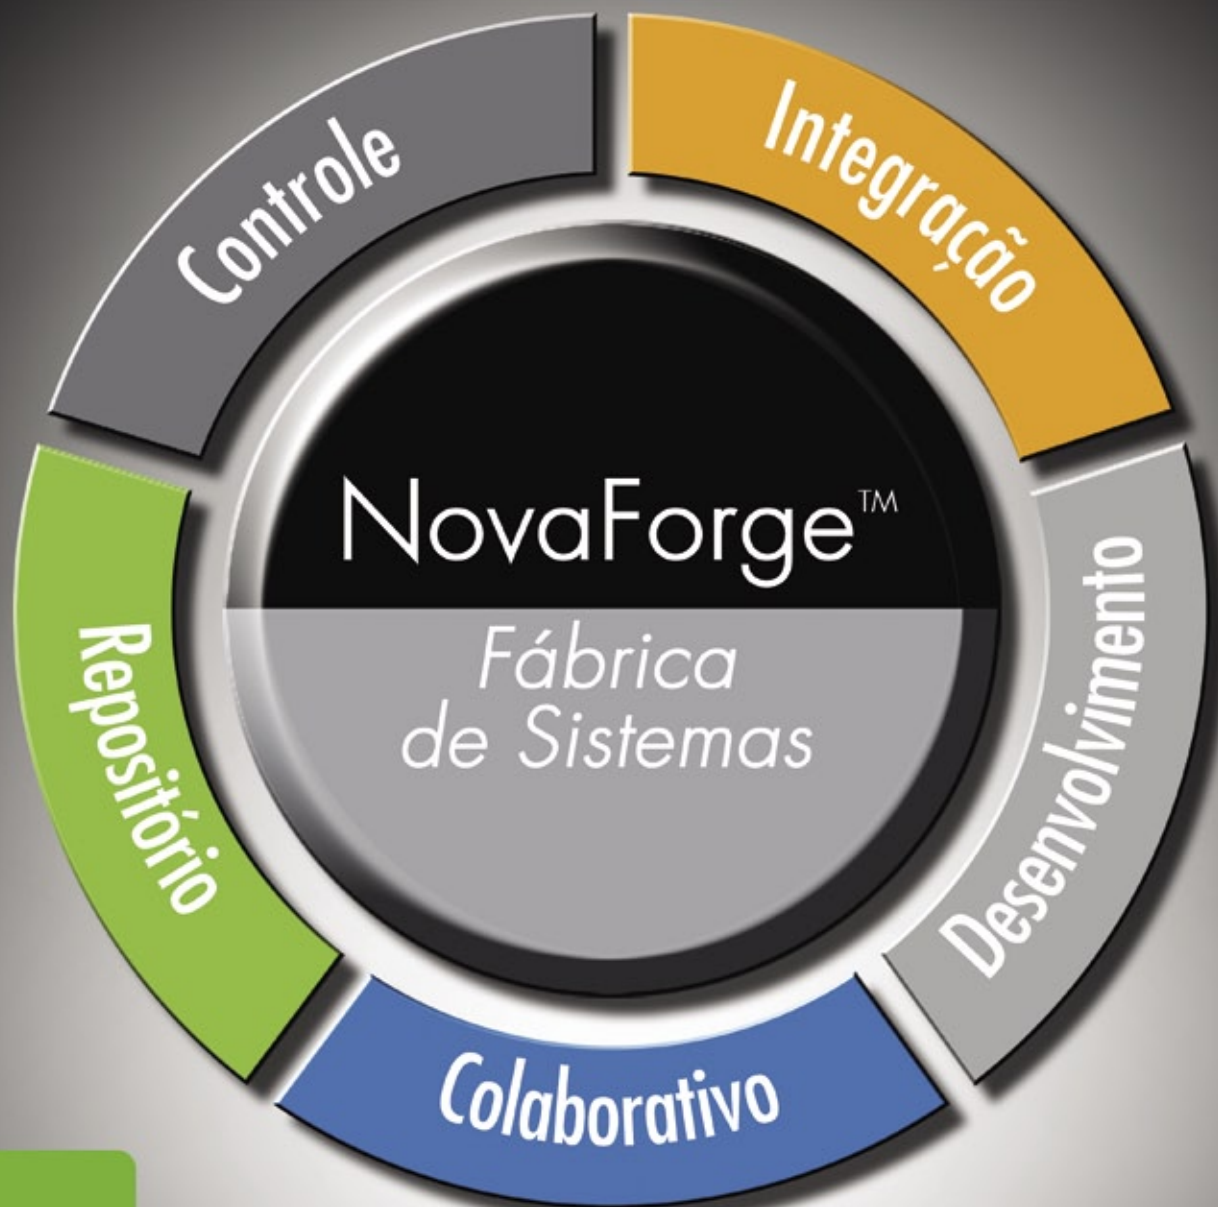 Controle
Integração
NovaForge™
Fábrica
de Sistemas
Desenvolvimento
Repositório
Colaborativo